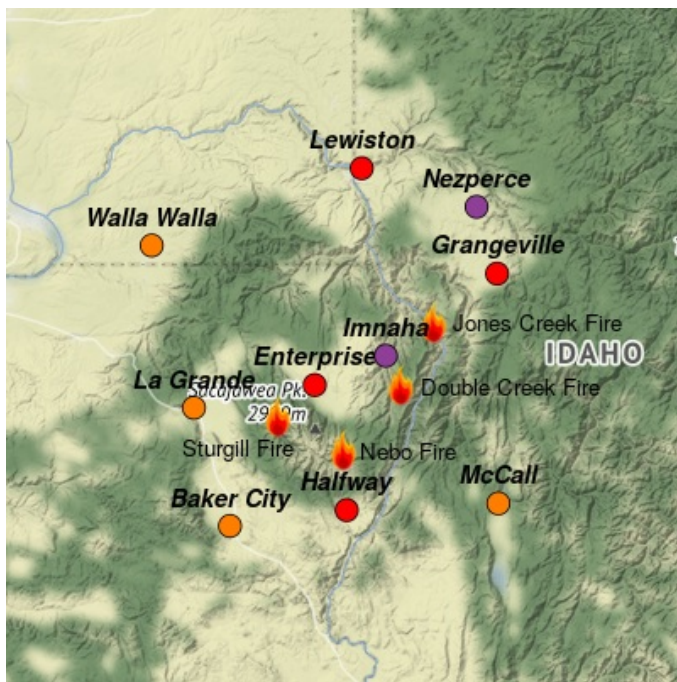 Lewiston
Nezperce
Walla Walla
Grangeville
Jones Creek Fire
Imnaha
IDAHO
Enterprise
La Grande
Sacajawea Pk.
Double Creek Fire
Sturgill Fire
Nebo Fire
McCall
Halfway
Baker City